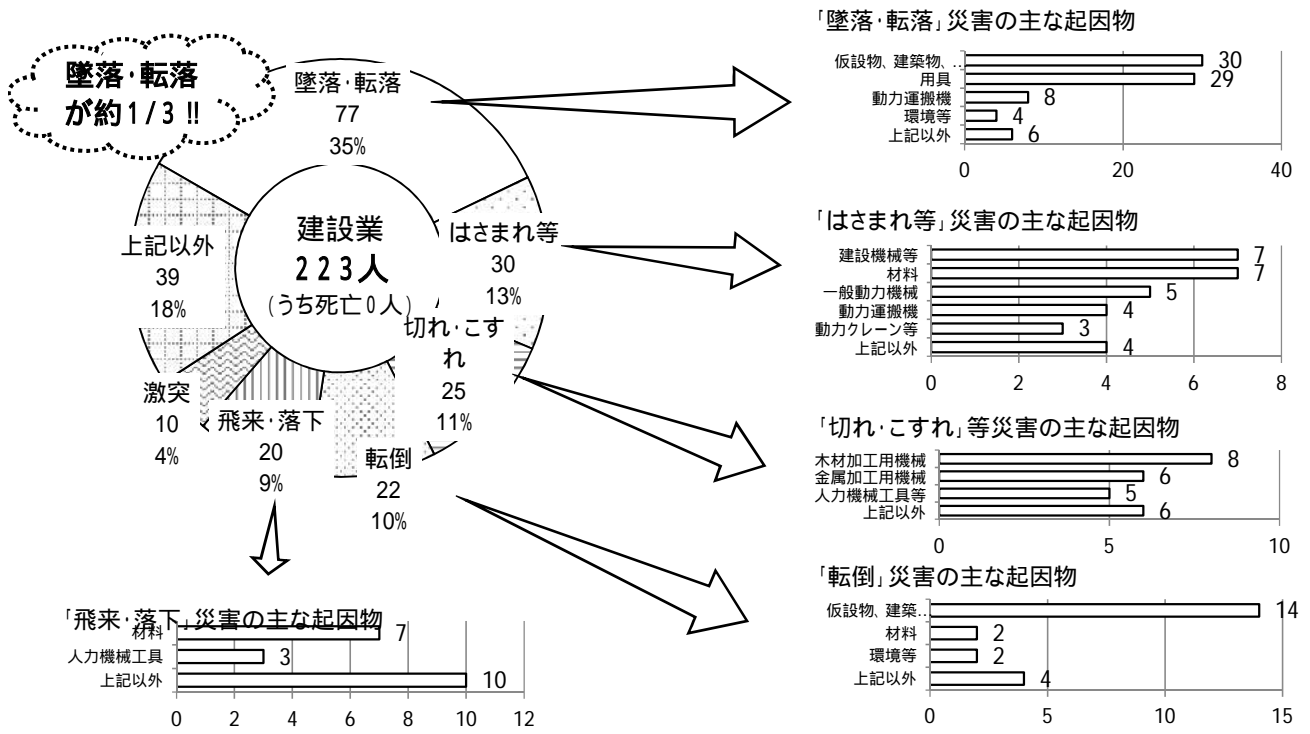 墜落・転落
が約1/3 !!
墜落・転落
77
35%
はさまれ等
30
13%
切れ・こす
れ
25
11%
転倒
22
10%
飛来・落下
20
9%
激突
10
4%
上記以外
39
18%
建設業
223人
(うち死亡0人)
「墜落・転落」災害の主な起因物
仮設物、建築物、…
30
用具
29
動力運搬機
8
環境等
4
上記以外
6
0 20 40
「はさまれ等」災害の主な起因物
建設機械等
7
材料
7
一般動力機械
5
動力運搬機
4
動力クレーン等
3
上記以外
4
0 2 4 6 8
「切れ・こすれ」等災害の主な起因物
木材加工用機械
8
金属加工用機械
6
人力機械工具等
5
上記以外
6
0 5 10
「転倒」災害の主な起因物
仮設物、建築…
14
材料
2
環境等
2
上記以外
4
0 5 10 15
「飛来・落下」災害の主な起因物
材料
7
人力機械工具
3
上記以外
10
0 2 4 6 8 10 12